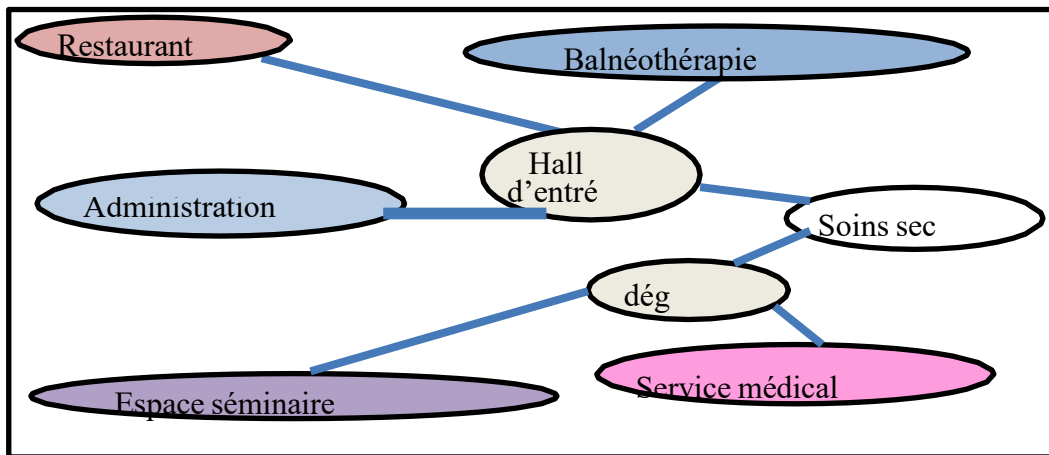 Restaurant
Balnéothérapie
Hall
d’entré
Administration
Soins sec
dég
Service médical
Espace séminaire